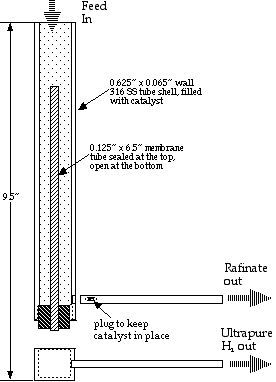 Feed
In
0.625" x 0.065" wall
316 SS tube shell, filled
with catalyst
0.125" x 6.5" membrane
tube sealed at the top,
open at the bottom
9.5"
Rafinate
out
plug to keep
catalyst in place
Ultrapure
H₂ out